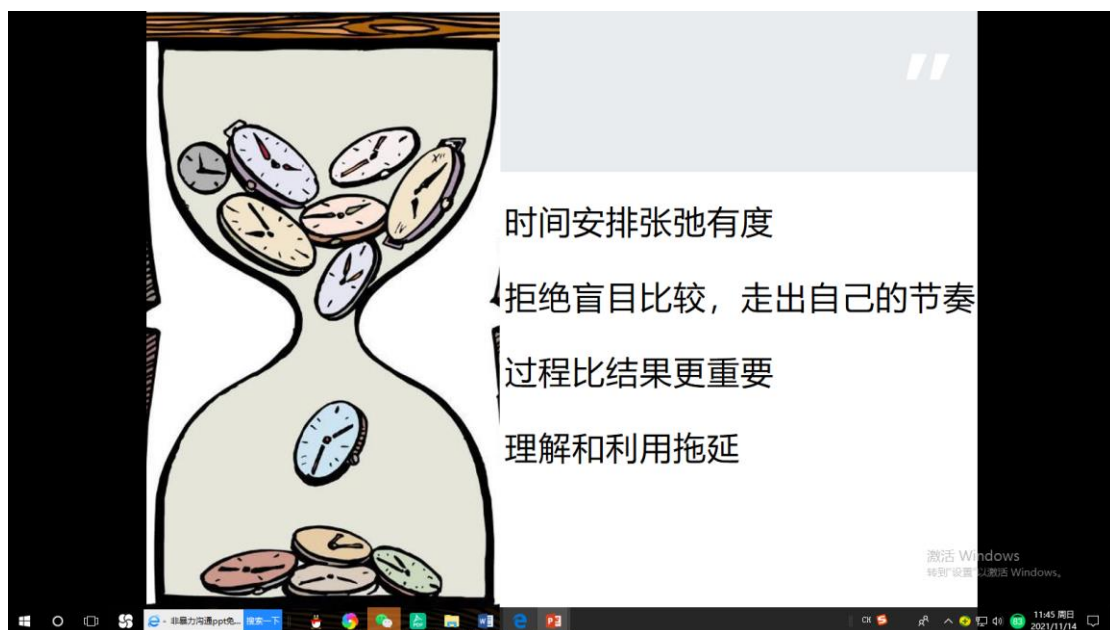 ”
时间安排张弛有度
拒绝盲目比较，走出自己的节奏
过程比结果更重要
理解和利用拖延
激活 Windows
转到"设置"以激活 Windows。
非暴力沟通ppt免... 搜索一下
CH
83
11:45 周日
2021/11/14